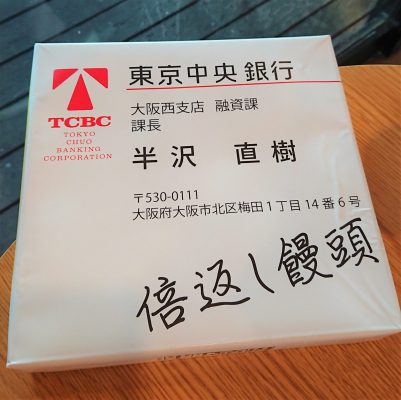 東京中央銀行
TCBC
TOKYO
CHUO
BANKING
CORPORATION
大阪西支店 融資課
課長
半沢 直樹
〒530-0111
大阪府大阪市北区梅田1丁目14番6号
倍返し饅頭